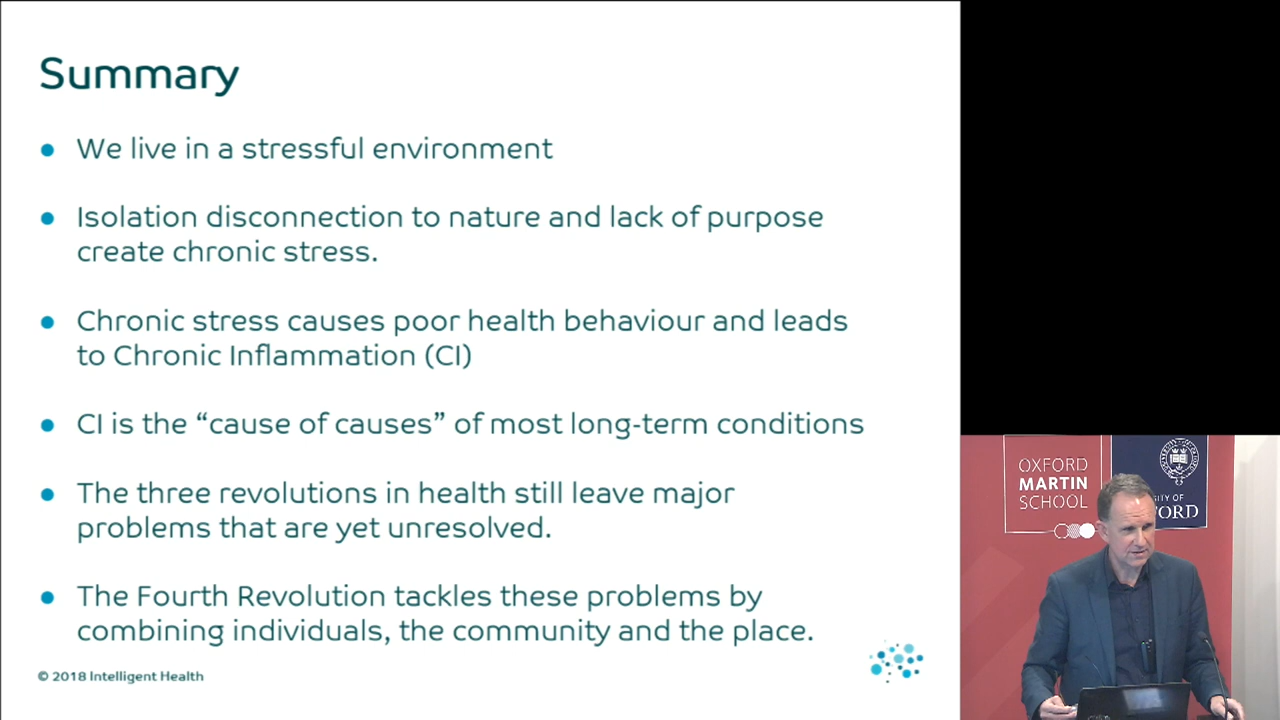 Summary
• We live in a stressful environment
• Isolation disconnection to nature and lack of purpose
create chronic stress.
• Chronic stress causes poor health behaviour and leads
to Chronic Inflammation (CI)
• CI is the “cause of causes” of most long-term conditions
• The three revolutions in health still leave major
problems that are yet unresolved.
• The Fourth Revolution tackles these problems by
combining individuals, the community and the place.
© 2018 Intelligent Health
OXFORD
MARTIN
SCHOOL